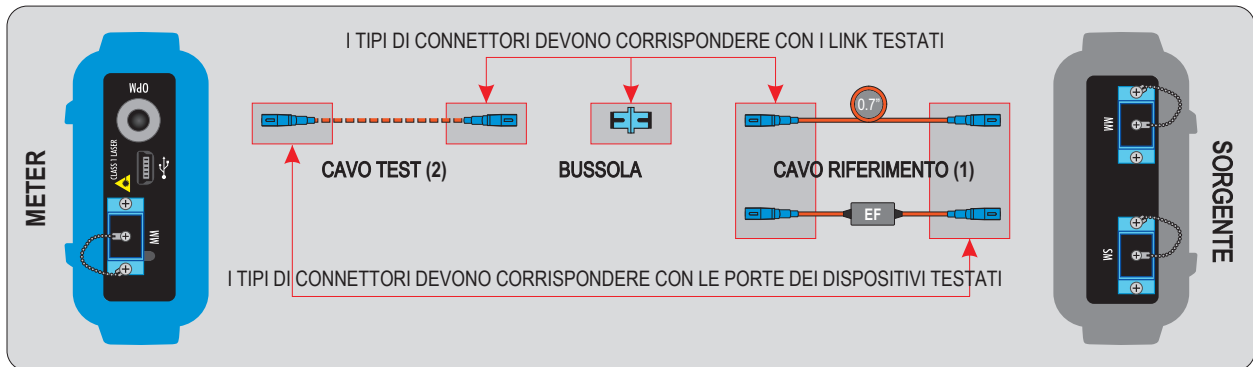 I TIPI DI CONNETTORI DEVONO CORRISPONDERE CON I LINK TESTATI
METER
OPM
CLASS 1 LASER
MM
CAVO TEST (2)
BUSSOLA
0.7"
CAVO RIFERIMENTO (1)
EF
MM
SM
SORGENTE
I TIPI DI CONNETTORI DEVONO CORRISPONDERE CON LE PORTE DEI DISPOSITIVI TESTATI